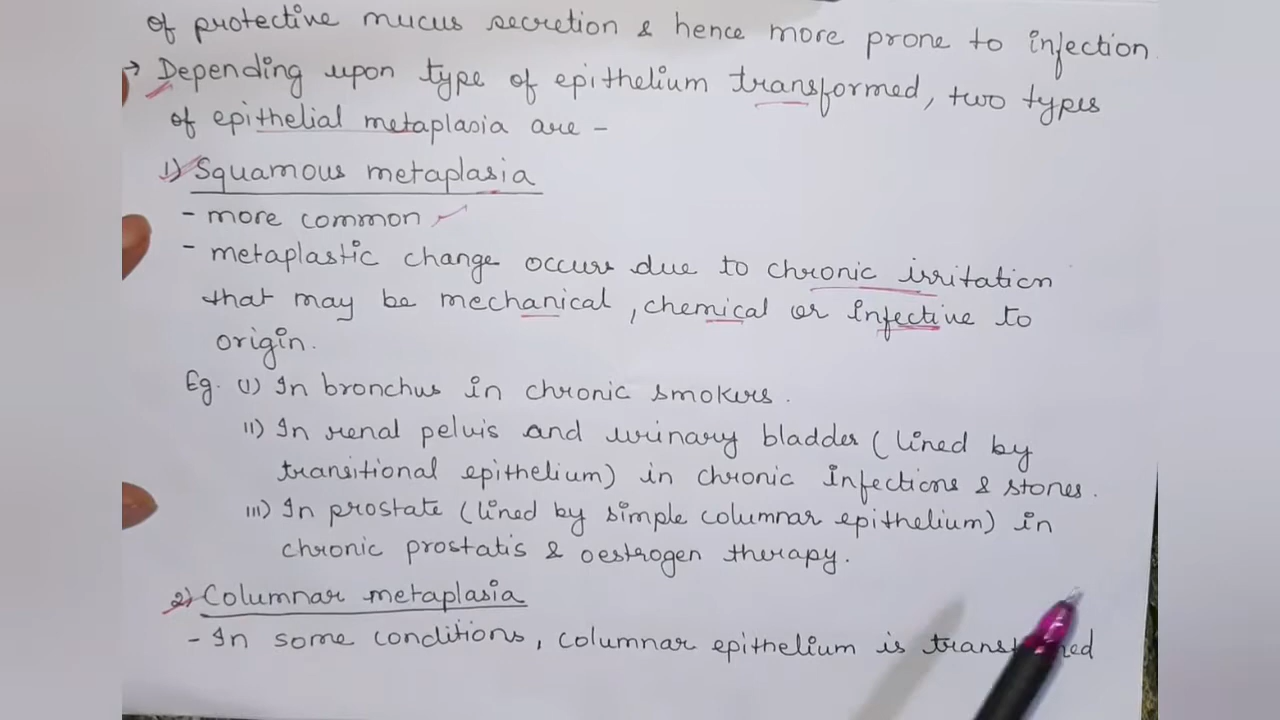 of protective mucus secretion & hence more prone to infection
→ Depending upon type of epithelium transformed, two types
of epithelial metaplasia are -
1) Squamous metaplasia
- more common
- metaplastic change occurs due to chronic irritation
that may be mechanical, chemical or infective to
origin.
Eg. (1) In bronchus in chronic smokers.
11) In renal pelvis and urinary bladder (lined by
transitional epithelium) in chronic infections & stones.
111) In prostate (lined by simple columnar epithelium) in
chronic prostatis & oestrogen therapy.
2) Columnar metaplasia
- In some conditions, columnar epithelium is